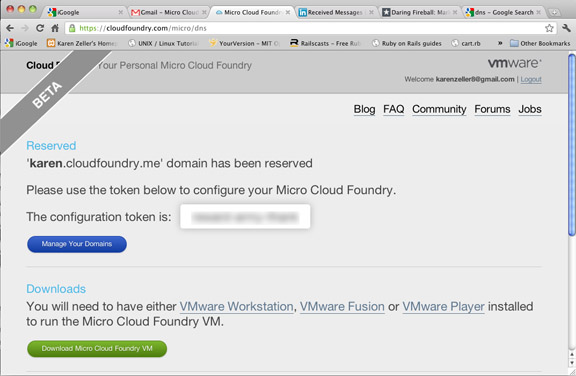 iGoogle
Gmail – Micro Cloud
Micro Cloud Foundry
Received Messages
Daring Fireball: Ma
dns – Google Search
https://cloudfoundry.com/micro/dns
iGoogle
Karen Zeller's Home
UNIX / Linux Tutorial
YourVersion – MIT
Railscasts – Free Rub
Ruby on Rails guides
cart.rb
»
Other Bookmarks
Cloud
Your Personal Micro Cloud Foundry
BETA
vmware
Welcome karenzeller8@gmail.com | Logout
Blog FAQ Community Forums Jobs
Reserved
'karen.cloudfoundry.me' domain has been reserved
Please use the token below to configure your Micro Cloud Foundry.
The configuration token is:
Manage Your Domains
Downloads
You will need to have either VMware Workstation, VMware Fusion or VMware Player installed
to run the Micro Cloud Foundry VM.
Download Micro Cloud Foundry VM